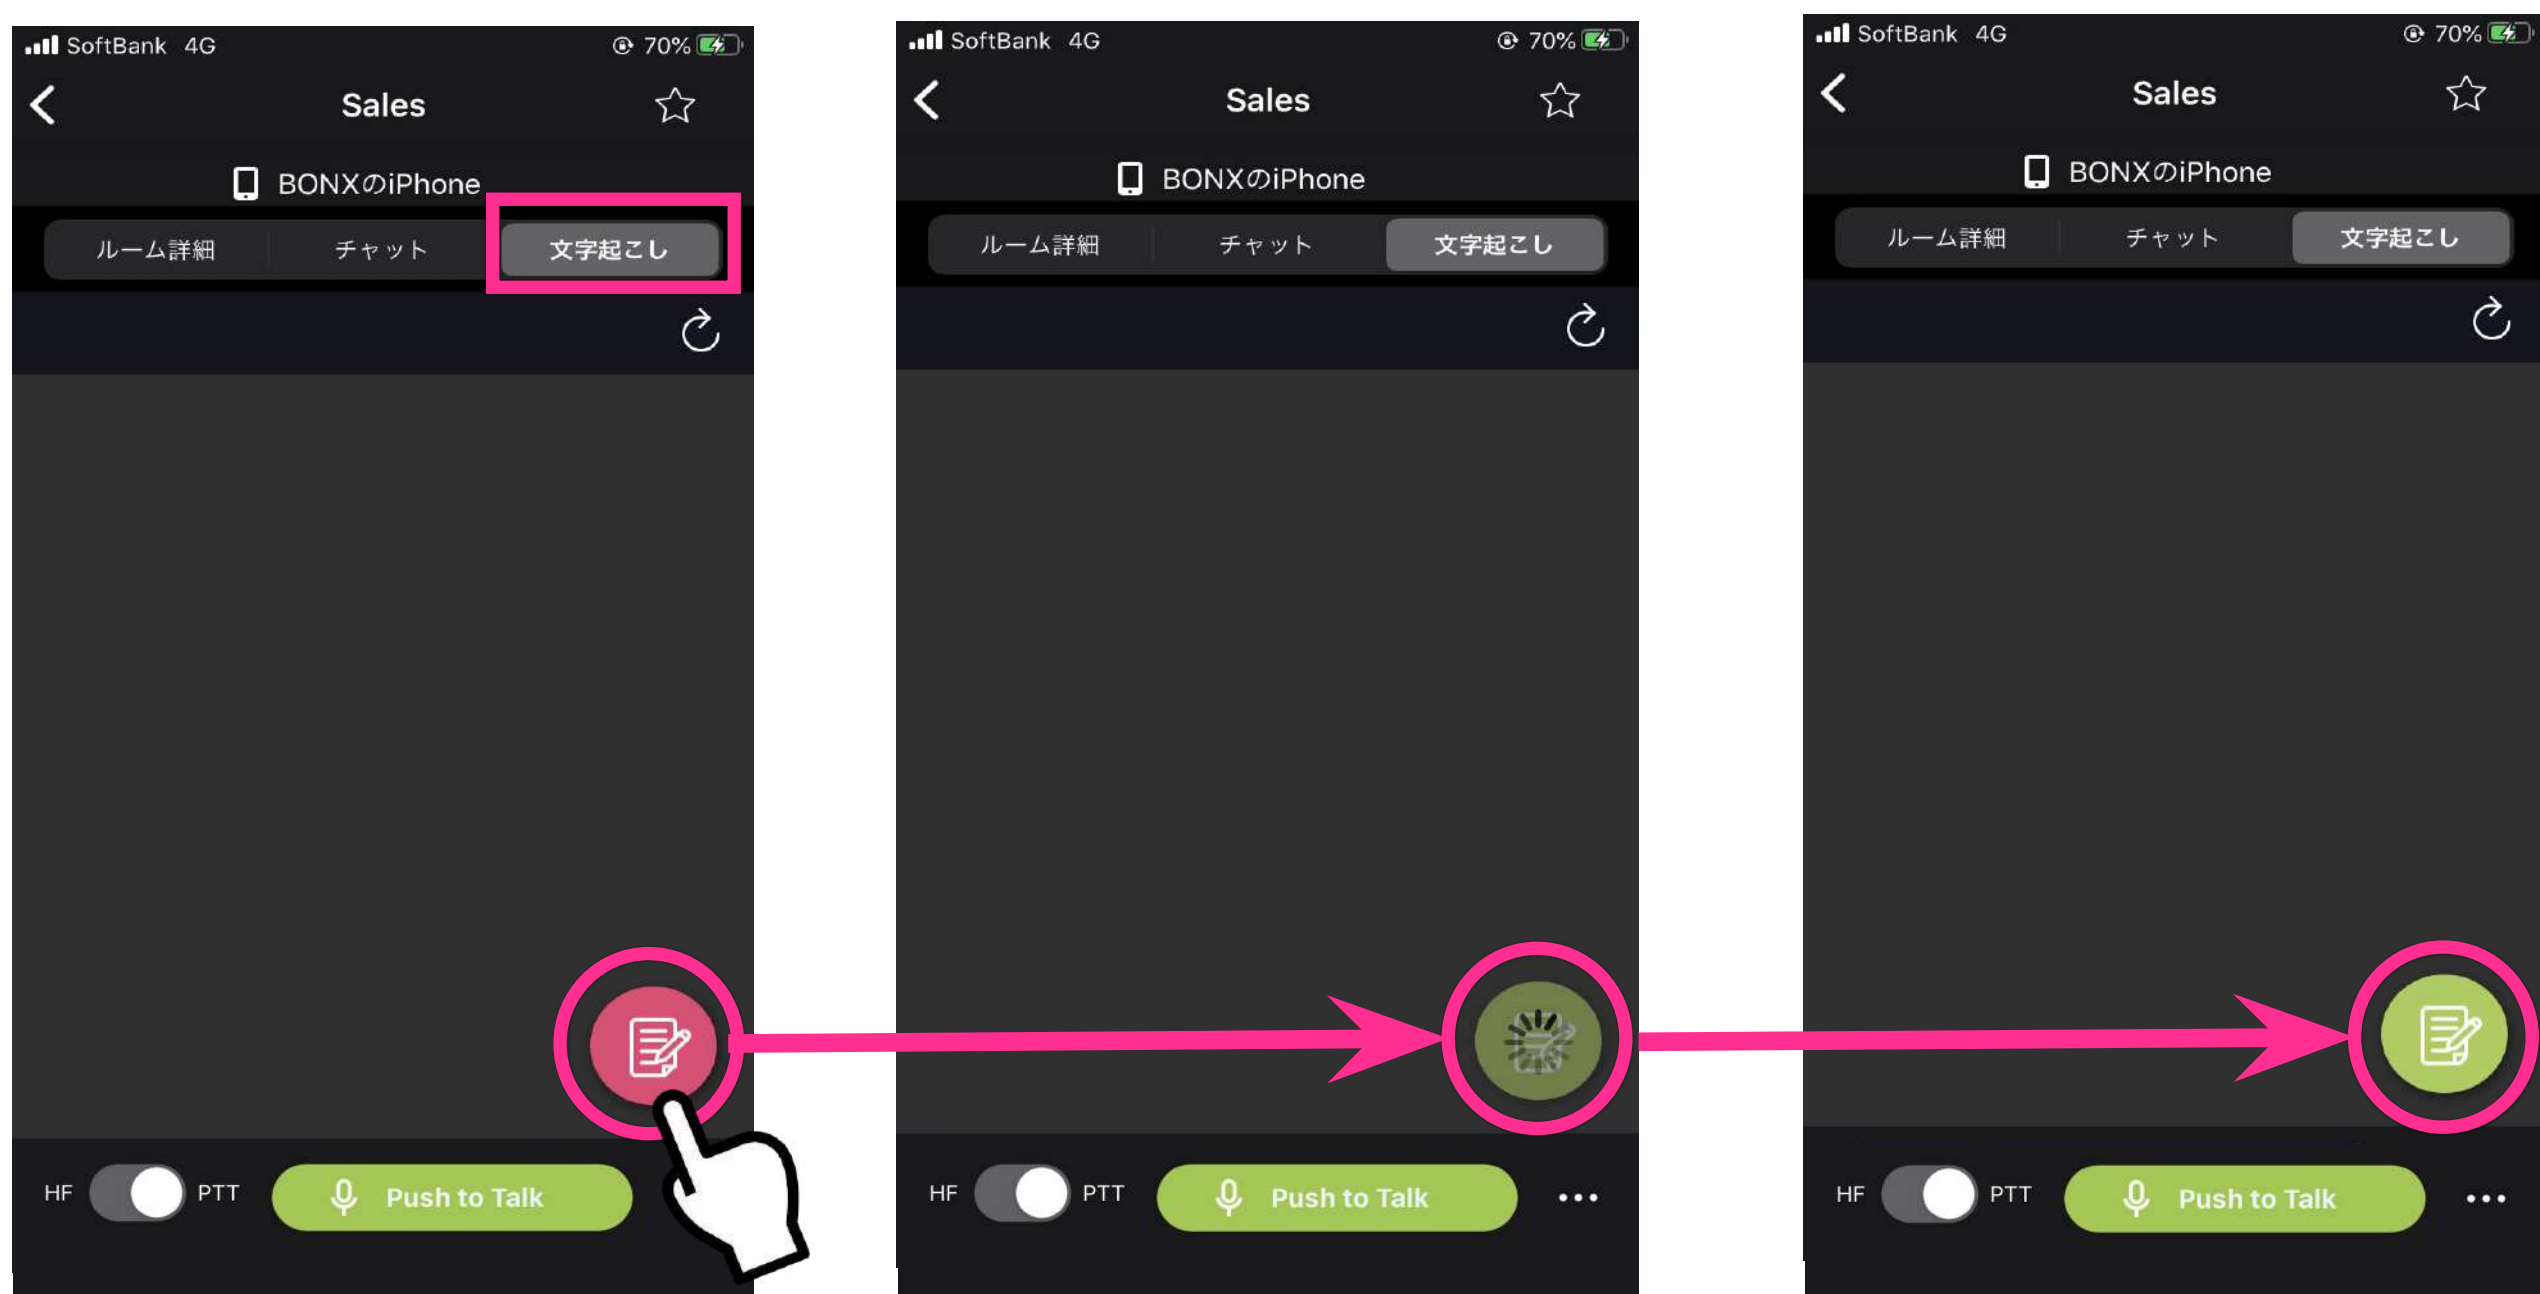 SoftBank 4G 70%
Sales
BONXのiPhone
ルーム詳細 チャット 文字起こし
HF PTT Push to Talk
SoftBank 4G 70%
Sales
BONXのiPhone
ルーム詳細 チャット 文字起こし
HF PTT Push to Talk
SoftBank 4G 70%
Sales
BONXのiPhone
ルーム詳細 チャット 文字起こし
HF PTT Push to Talk